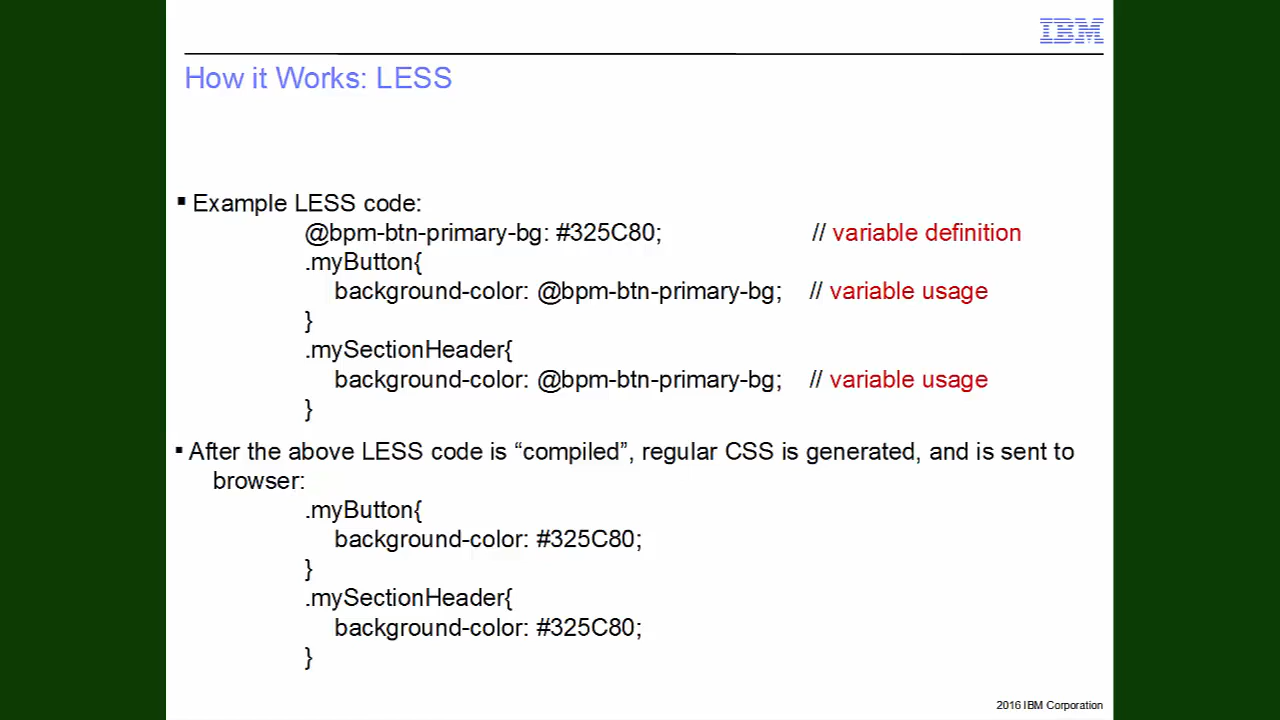 IBM
How it Works: LESS
▪ Example LESS code:
@bpm-btn-primary-bg: #325C80; // variable definition
.myButton{
background-color: @bpm-btn-primary-bg; // variable usage
}
.mySectionHeader{
background-color: @bpm-btn-primary-bg; // variable usage
}
▪ After the above LESS code is “compiled”, regular CSS is generated, and is sent to
browser:
.myButton{
background-color: #325C80;
}
.mySectionHeader{
background-color: #325C80;
}
2016 IBM Corporation